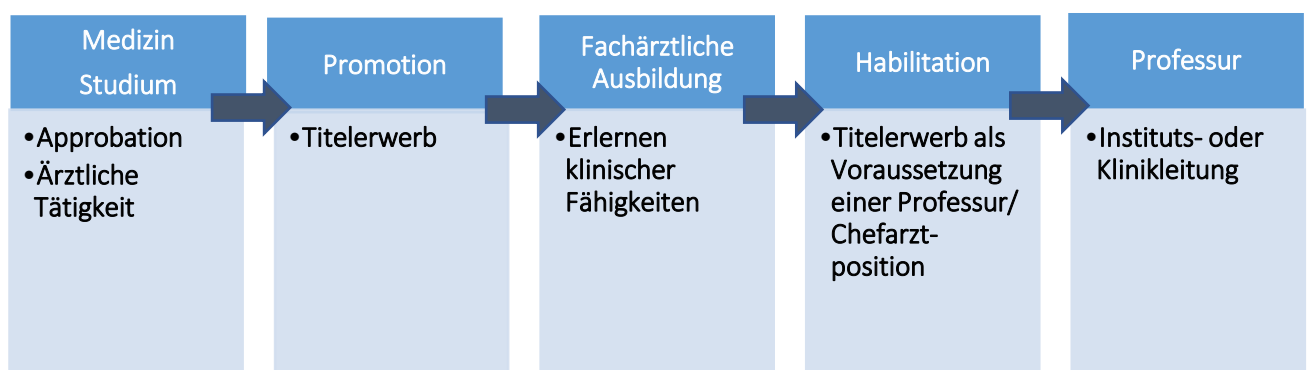 Medizin
Studium
•Approbation
•Ärztliche
Tätigkeit
Promotion
•Titelerwerb
Fachärztliche
Ausbildung
•Erlernen
klinischer
Fähigkeiten
Habilitation
•Titelerwerb als
Voraussetzung
einer Professur/
Chefarzt-
position
Professur
•Instituts- oder
Klinikleitung